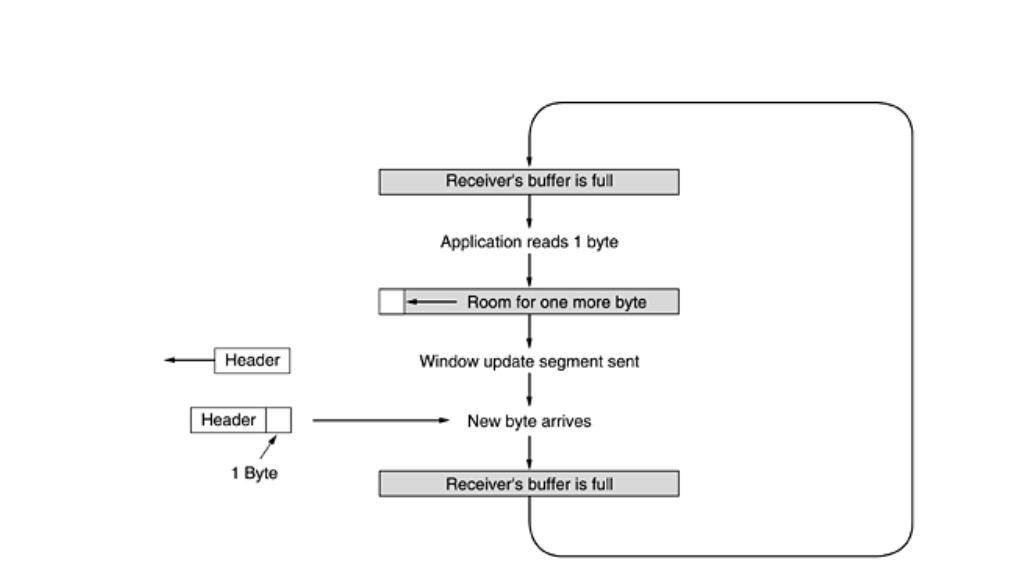 Receiver's buffer is full
Application reads 1 byte
Room for one more byte
Header
Window update segment sent
Header
New byte arrives
1 Byte
Receiver's buffer is full